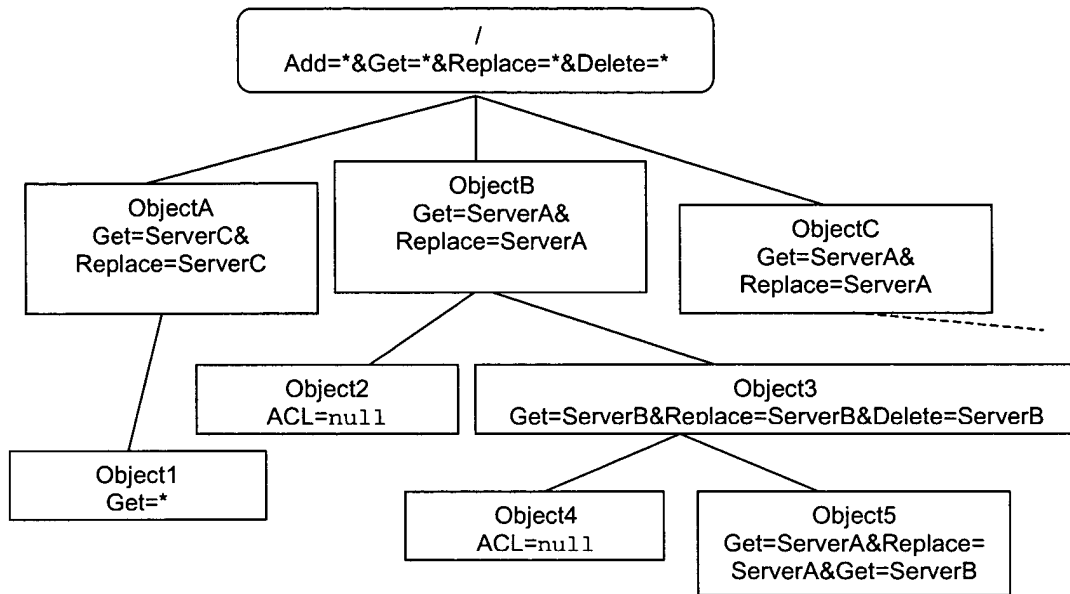 /
Add=*&Get=*&Replace=*&Delete=*
ObjectA
Get=ServerC&
Replace=ServerC
ObjectB
Get=ServerA&
Replace=ServerA
ObjectC
Get=ServerA&
Replace=ServerA
Object2
ACL=null
Object3
Get=ServerB&Replace=ServerB&Delete=ServerB
Object1
Get=*
Object4
ACL=null
Object5
Get=ServerA&Replace=
ServerA&Get=ServerB